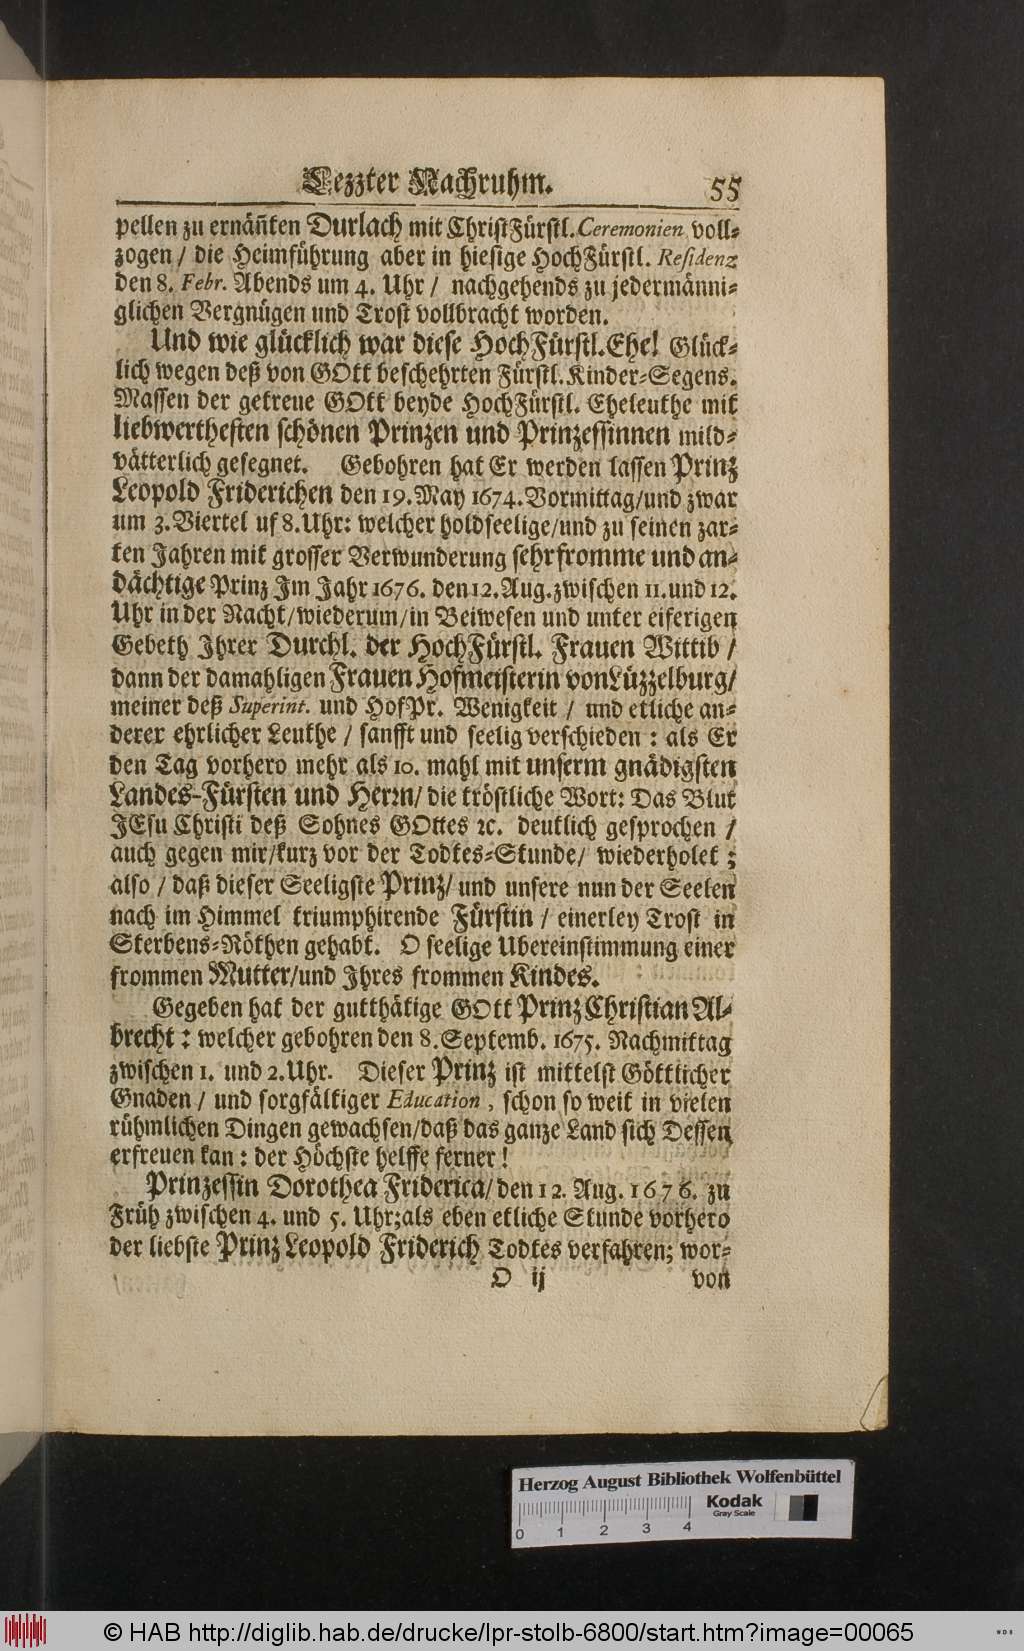 Lezzter Nachruhm. 55
pellen zu ernäñten Durlach mit ChristFürstl. Ceremonien voll-
zogen / die Heimführung aber in hiesige HochFürstl. Residenz
den 8. Febr. Abends um 4. Uhr / nachgehends zu jedermänni-
glichen Vergnügen und Trost vollbracht worden.
Und wie glücklich war diese HochFürstl. Ehe! Glück-
lich wegen deß von GOtt beschehrten Fürstl. Kinder-Segens.
Massen der getreue GOtt beyde HochFürstl. Eheleuthe mit
liebwerthesten schönen Prinzen und Prinzessinnen mild-
vätterlich gesegnet. Gebohren hat Er werden lassen Prinz
Leopold Friderichen den 19. May 1674. Vormittag/und zwar
um 3. Viertel uf 8. Uhr: welcher holdseelige/und zu seinen zar-
ten Jahren mit grosser Verwunderung sehr fromme und an-
dächtige Prinz Im Jahr 1676. den 12. Aug. zwischen 11. und 12.
Uhr in der Nacht/wiederum/in Beiwesen und unter eiferigen
Gebeth Ihrer Durchl. der HochFürstl. Frauen Wittib /
dann der damahligen Frauen Hofmeisterin von Lüzzelburg/
meiner deß Superint. und HofPr. Wenigkeit / und etliche an-
derer ehrlicher Leuthe / sanfft und seelig verschieden : als Er
den Tag vorhero mehr als 10. mahl mit unserm gnädigsten
Landes-Fürsten und Herrn/ die tröstliche Wort: Das Blut
JEsu Christi deß Sohnes GOttes ꝛc. deutlich gesprochen /
auch gegen mir/kurz vor der Todtes-Stunde/ wiederholet ;
also / daß dieser Seeligste Prinz/ und unsere nun der Seelen
nach im Himmel triumphirende Fürstin / einerley Trost in
Sterbens-Nöthen gehabt. O seelige Ubereinstimmung einer
frommen Mutter/und Ihres frommen Kindes.
Gegeben hat der gutthätige GOtt Prinz Christian Al-
brecht : welcher gebohren den 8. Septemb. 1675. Nachmittag
zwischen 1. und 2. Uhr. Dieser Prinz ist mittelst Göttlicher
Gnaden / und sorgfältiger Education, schon so weit in vielen
rühmlichen Dingen gewachsen/daß das ganze Land sich Dessen
erfreuen kan : der Höchste helffe ferner !
Prinzessin Dorothea Friderica/ den 12. Aug. 1676. zu
Früh zwischen 4. und 5. Uhr;als eben etliche Stunde vorhero
der liebste Prinz Leopold Friderich Todtes verfahren; wor-
O ij von
Herzog August Bibliothek Wolfenbüttel
Kodak
Gray Scale
0 1 2 3 4
© HAB http://diglib.hab.de/drucke/lpr-stolb-6800/start.htm?image=00065